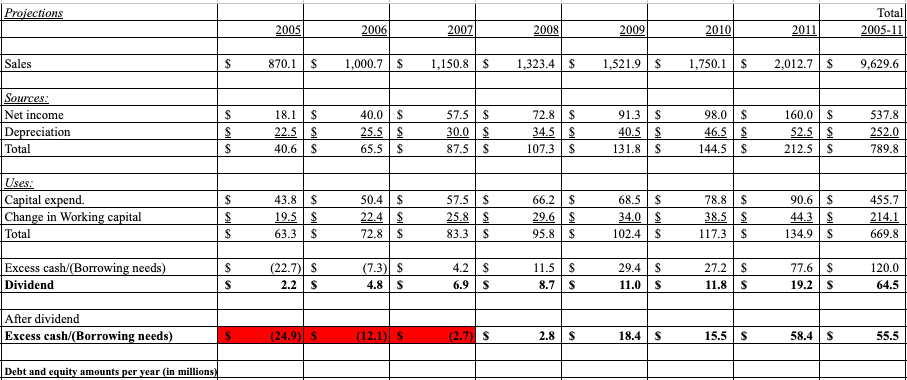 Projections Total
2005 2006 2007 2008 2009 2010 2011 2005-11
Sales $ 870.1 $ 1,000.7 $ 1,150.8 $ 1,323.4 $ 1,521.9 $ 1,750.1 $ 2,012.7 $ 9,629.6
Sources:
Net income $ 18.1 $ 40.0 $ 57.5 $ 72.8 $ 91.3 $ 98.0 $ 160.0 $ 537.8
Depreciation $ 22.5 $ 25.5 $ 30.0 $ 34.5 $ 40.5 $ 46.5 $ 52.5 $ 252.0
Total $ 40.6 $ 65.5 $ 87.5 $ 107.3 $ 131.8 $ 144.5 $ 212.5 $ 789.8
Uses:
Capital expend. $ 43.8 $ 50.4 $ 57.5 $ 66.2 $ 68.5 $ 78.8 $ 90.6 $ 455.7
Change in Working capital $ 19.5 $ 22.4 $ 25.8 $ 29.6 $ 34.0 $ 38.5 $ 44.3 $ 214.1
Total $ 63.3 $ 72.8 $ 83.3 $ 95.8 $ 102.4 $ 117.3 $ 134.9 $ 669.8
Excess cash/(Borrowing needs) $ (22.7) $ (7.3) $ 4.2 $ 11.5 $ 29.4 $ 27.2 $ 77.6 $ 120.0
Dividend $ 2.2 $ 4.8 $ 6.9 $ 8.7 $ 11.0 $ 11.8 $ 19.2 $ 64.5
After dividend
Excess cash/(Borrowing needs) $ (24.9) $ (12.1) $ (2.7) $ 2.8 $ 18.4 $ 15.5 $ 58.4 $ 55.5
Debt and equity amounts per year (in millions)